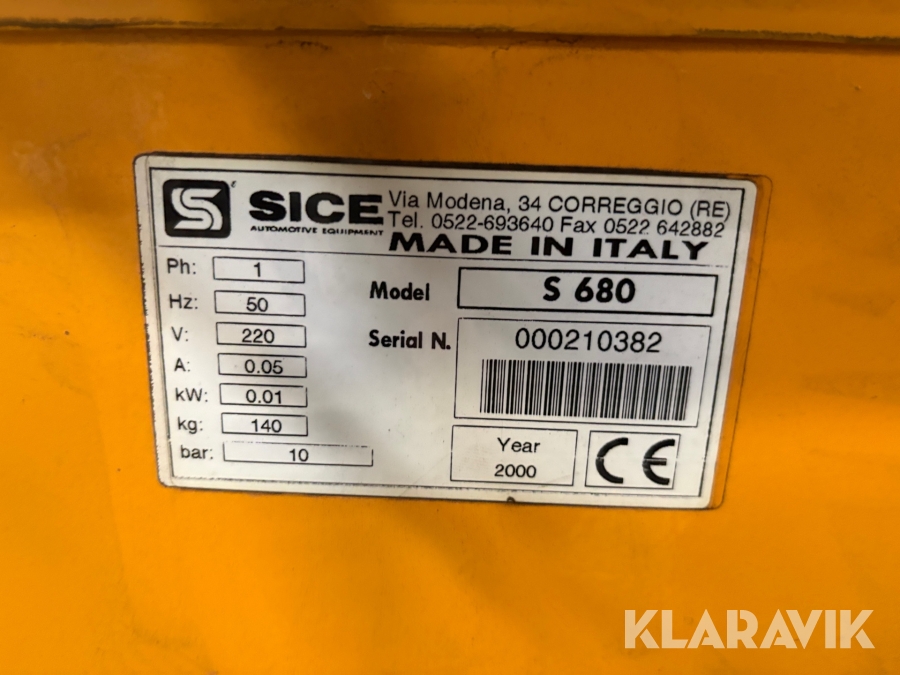 SICE
AUTOMOTIVE EQUIPMENT
Via Modena, 34 CORREGGIO (RE)
Tel. 0522-693640 Fax 0522 642882
MADE IN ITALY
Ph: 1
Hz: 50
V: 220
A: 0.05
kW: 0.01
kg: 140
bar: 10
Model S 680
Serial N. 000210382
Year
2000
CE
KLARAVIK